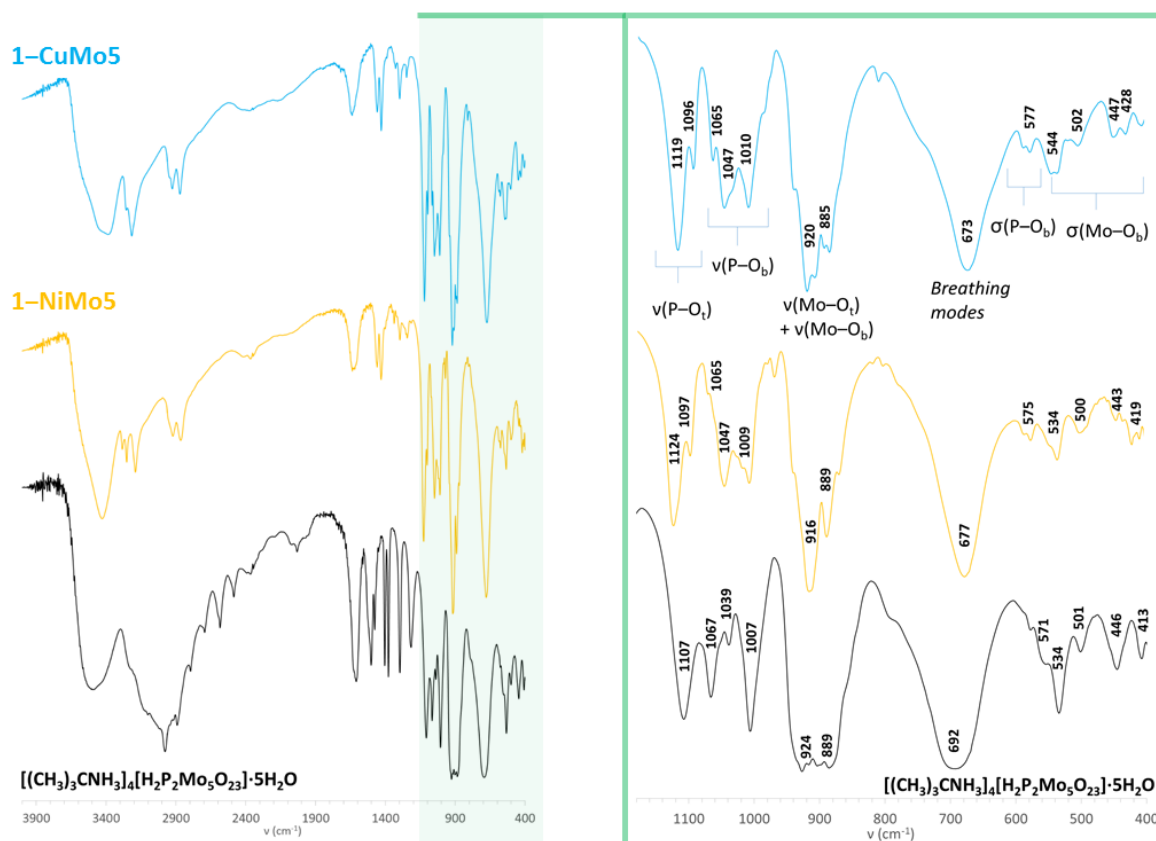 1–CuMo5
1–NiMo5
[((CH₃)₃CNH₃]₄[H₂P₂Mo₅O₂₃]·5H₂O
3900 3400 2900 2400 1900 1400 900 400
ν (cm⁻¹)
1119
1096
1065
1047
1010
920
885
673
577
544
502
447
428
ν(P–Oₜ)
ν(P–O_b)
ν(Mo–Oₜ)
+ ν(Mo–O_b)
Breathing
modes
σ(P–O_b)
σ(Mo–O_b)
1124
1097
1065
1047
1009
916
889
677
575
534
500
443
419
1107
1067
1039
1007
924
889
692
571
534
501
446
413
[((CH₃)₃CNH₃]₄[H₂P₂Mo₅O₂₃]·5H₂O
1100 1000 900 800 700 600 500 400
ν (cm⁻¹)